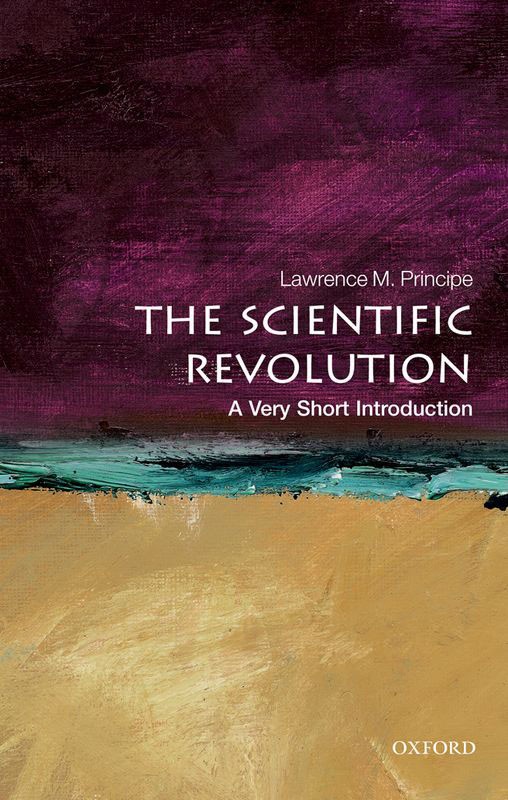 Lawrence M. Principe
THE SCIENTIFIC
REVOLUTION
A Very Short Introduction
OXFORD